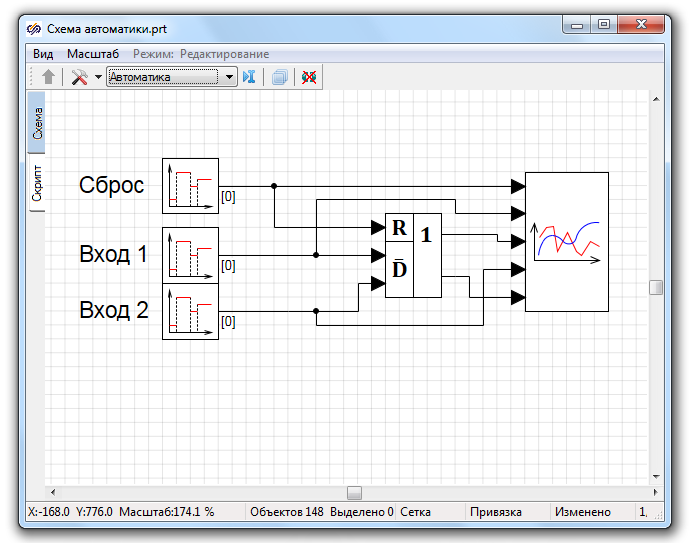 Схема автоматики.prt
Вид Масштаб Режим: Редактирование
Автоматика
Схема
Скрипт
Сброс
[0]
Вход 1
[0]
Вход 2
[0]
R 1
D̅
X:-168.0 Y:776.0 Масштаб:174.1 % Объектов 148 Выделено 0 Сетка Привязка Изменено 1,